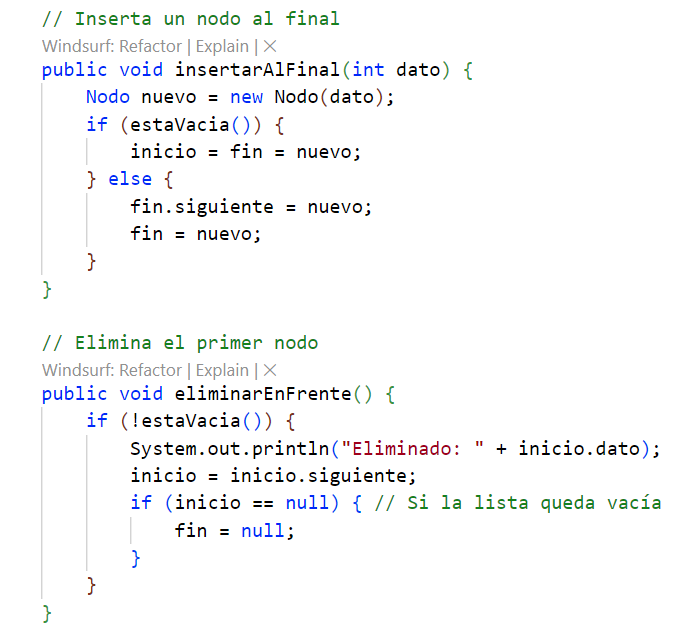 // Inserta un nodo al final
Windsurf: Refactor | Explain | ×
public void insertarAlFinal(int dato) {
    Nodo nuevo = new Nodo(dato);
    if (estaVacia()) {
        inicio = fin = nuevo;
    } else {
        fin.siguiente = nuevo;
        fin = nuevo;
    }
}

// Elimina el primer nodo
Windsurf: Refactor | Explain | ×
public void eliminarEnFrente() {
    if (!estaVacia()) {
        System.out.println("Eliminado: " + inicio.dato);
        inicio = inicio.siguiente;
        if (inicio == null) { // Si la lista queda vacía
            fin = null;
        }
    }
}